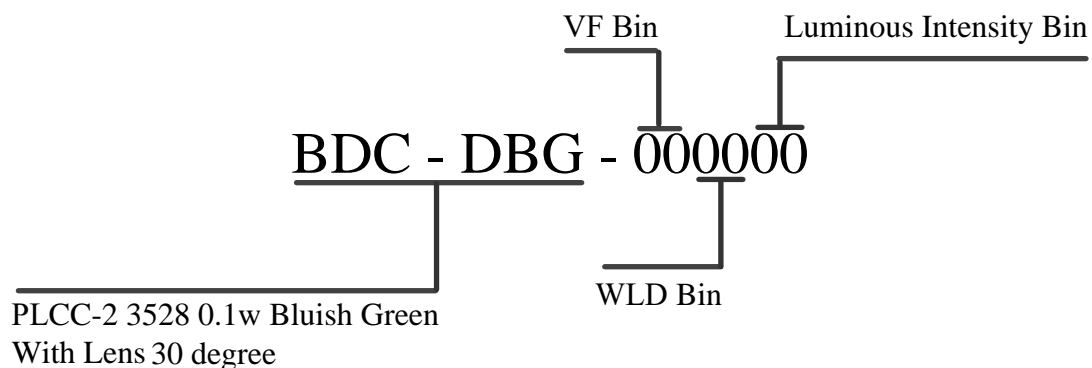 VF Bin
Luminous Intensity Bin
BDC - DBG - 000000
WLD Bin
PLCC-2 3528 0.1w Bluish Green
With Lens 30 degree